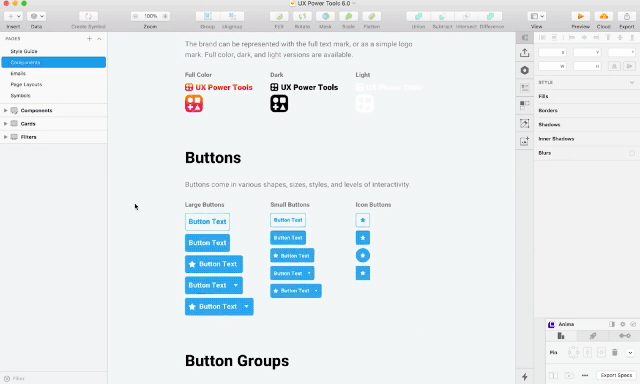 UX Power Tools 6.0
Insert
Data
Create Symbol
100%
Zoom
Group
Ungroup
Edit
Rotate
Mask
Scale
Flatten
Union
Subtract
Intersect
Difference
View
Preview
Cloud
Export
PAGES
Style Guide
Components
Emails
Page Layouts
Symbols
Components
Cards
Filters
Filter
The brand can be represented with the full text mark, or as a simple logo
mark. Full color, dark, and light versions are available.
Full Color
Dark
Light
UX Power Tools
UX Power Tools
UX Power Tools
Buttons
Buttons come in various shapes, sizes, styles, and levels of interactivity.
Large Buttons
Small Buttons
Icon Buttons
Button Text
Button Text
Button Text
Button Text
Button Text
Button Text
Button Text
Button Text
Button Text
Button Text
Button Groups
X
Y
W
H
STYLE
Fills
Borders
Shadows
Inner Shadows
Blurs
Anima
Pin
Export Specs